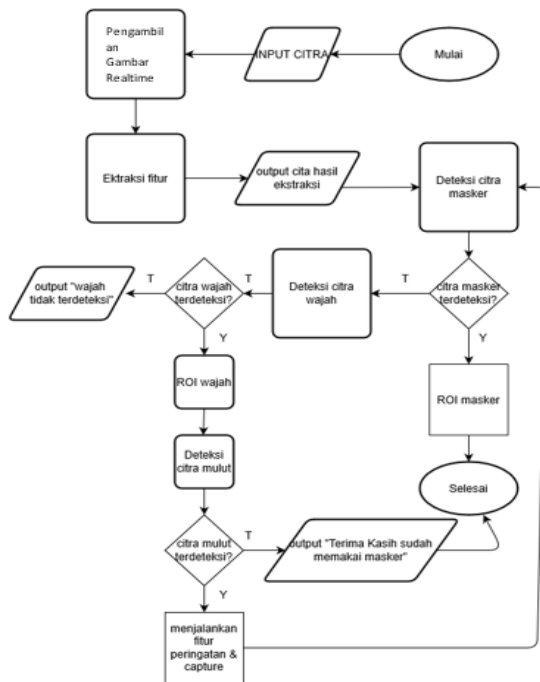 Mulai
INPUT CITRA
Pengambil
an
Gambar
Realtime
Ektraksi fitur
output cita hasil
ekstraksi
Deteksi citra
masker
citra masker
terdeteksi?
T
Y
Deteksi citra
wajah
T
citra wajah
terdeteksi?
T
Y
output "wajah
tidak terdeteksi"
ROI masker
Selesai
ROI wajah
Deteksi
citra mulut
citra mulut
terdeteksi?
T
Y
output "Terima Kasih sudah
memakai masker"
menjalankan
fitur
peringatan &
capture